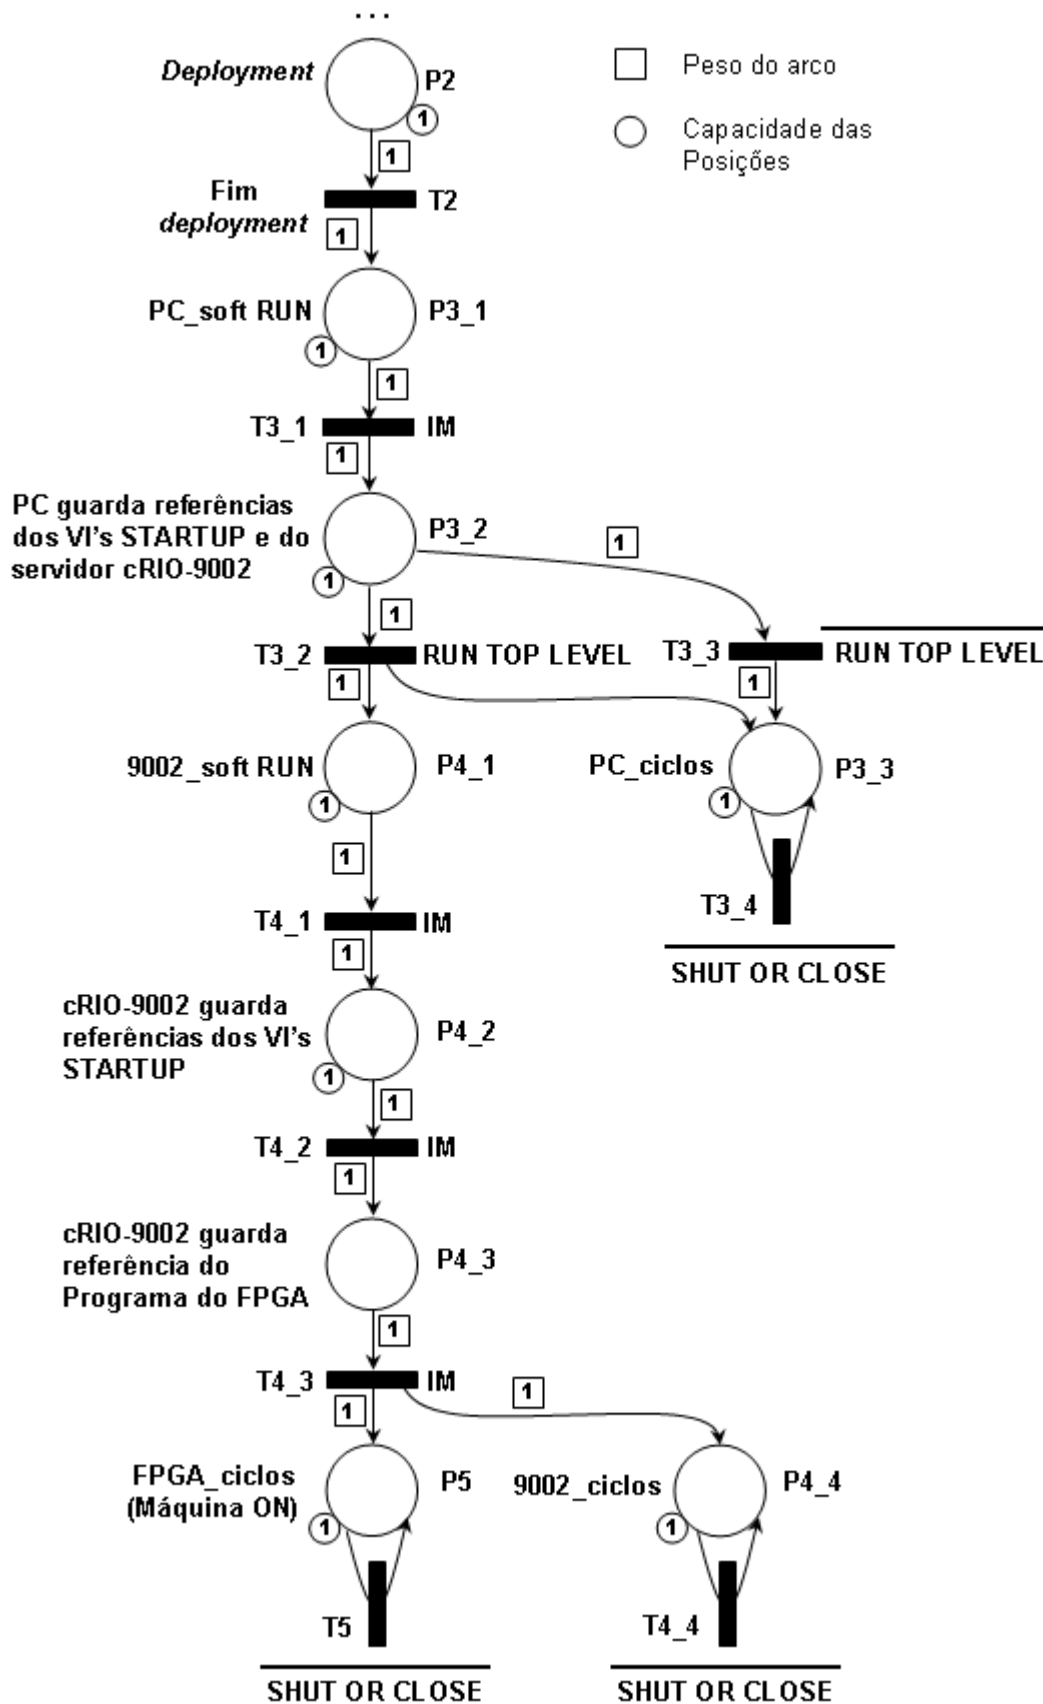 ...
Deployment
P2
1
Peso do arco
Capacidade das
Posições
1
Fim
deployment
T2
1
PC_soft RUN
P3_1
1
1
T3_1
IM
1
PC guarda referências
dos VI's STARTUP e do
servidor cRIO-9002
P3_2
1
1
1
T3_2
RUN TOP LEVEL
T3_3
RUN TOP LEVEL
1
1
9002_soft RUN
P4_1
PC_ciclos
P3_3
1
1
1
T3_4
SHUT OR CLOSE
T4_1
IM
1
cRIO-9002 guarda
referências dos VI's
STARTUP
P4_2
1
1
T4_2
IM
1
cRIO-9002 guarda
referência do
Programa do FPGA
P4_3
1
T4_3
IM
1
1
FPGA_ciclos
(Máquina ON)
P5
9002_ciclos
P4_4
1
1
T5
T4_4
SHUT OR CLOSE
SHUT OR CLOSE